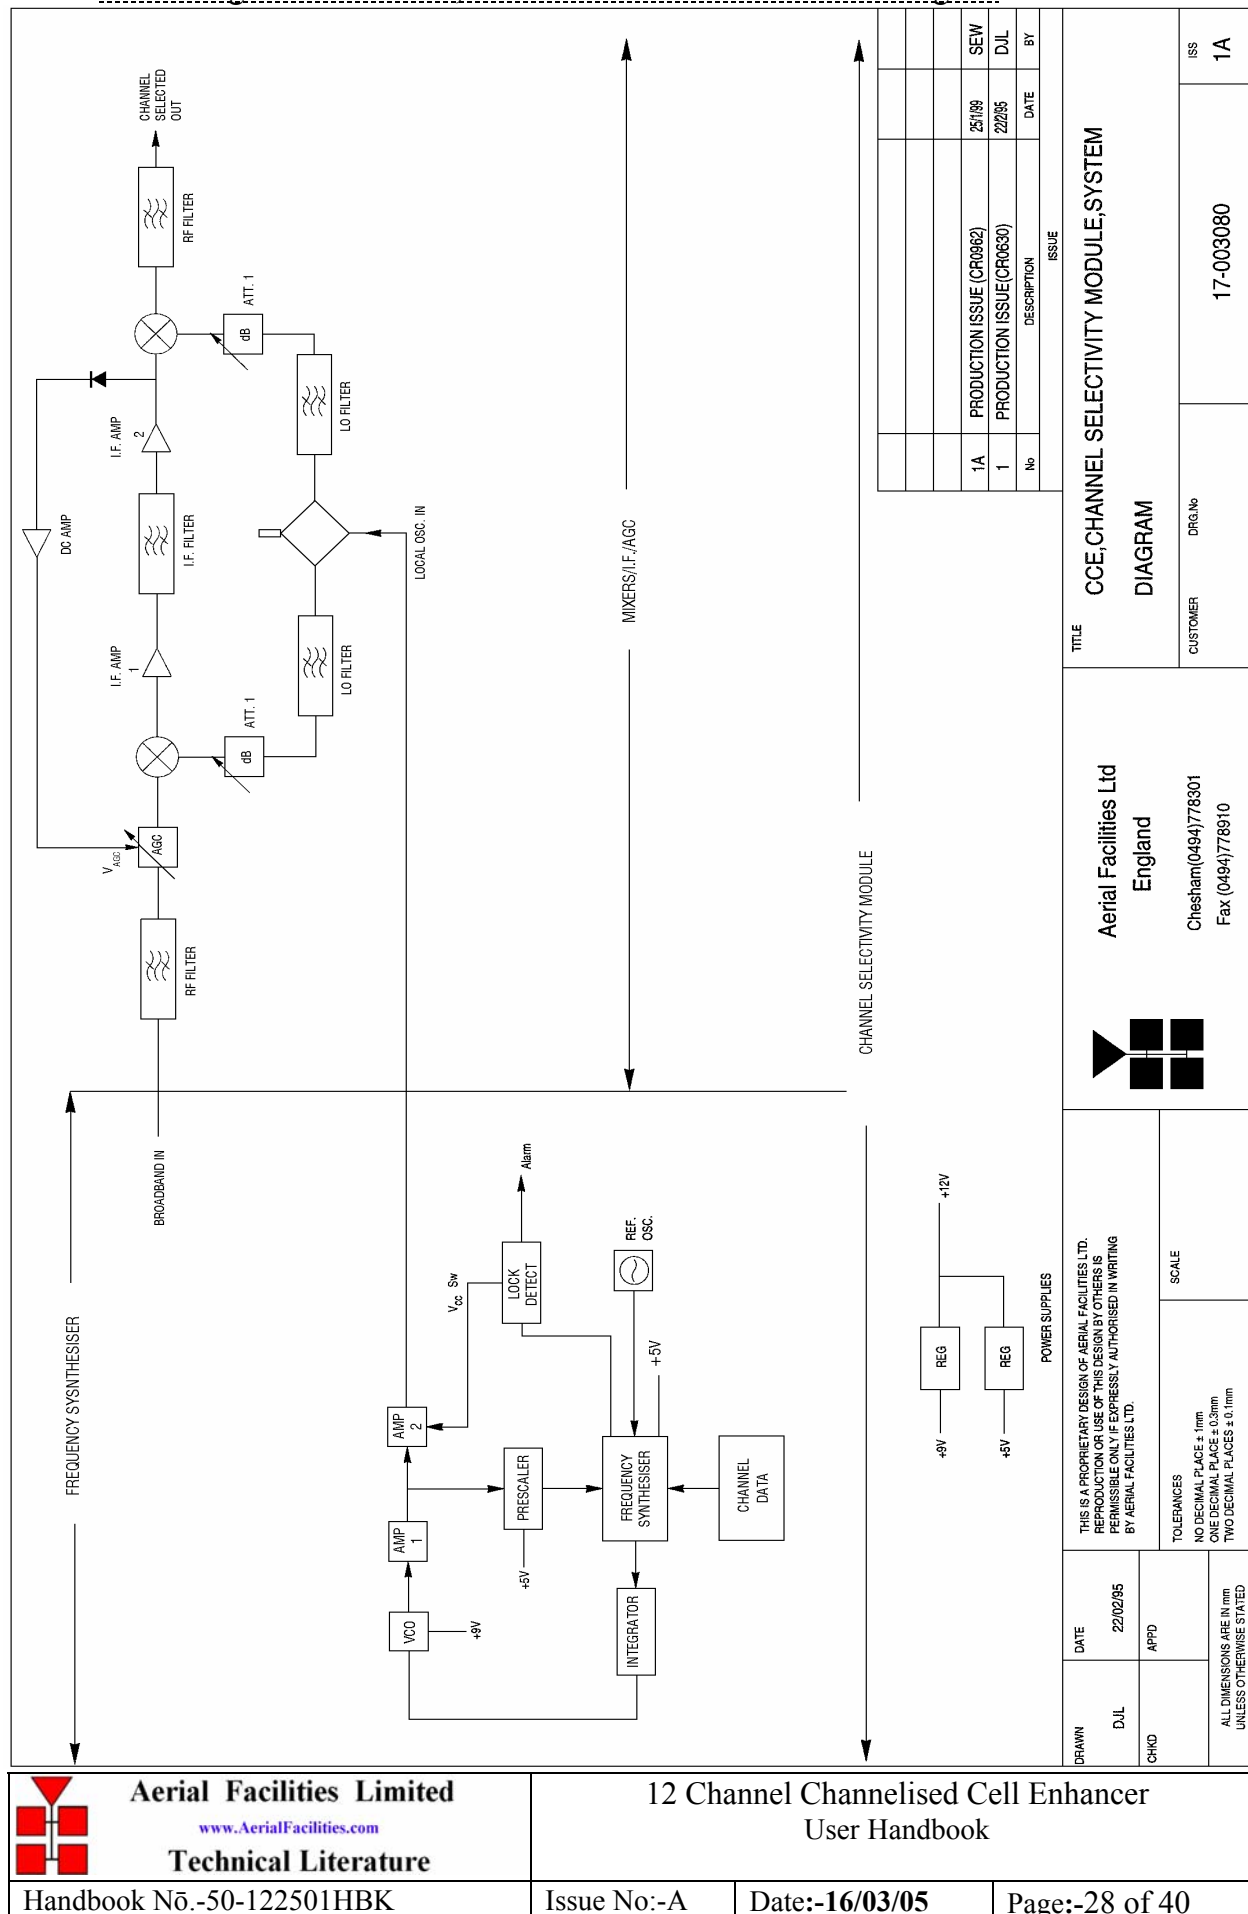 FREQUENCY SYSNTHESISER
BROADBAND IN
RF FILTER
V AGC
AGC
DC AMP
I.F. AMP
1
I.F. FILTER
I.F. AMP
2
RF FILTER
CHANNEL
SELECTED
OUT
dB
ATT. 1
LO FILTER
LO FILTER
dB
ATT. 1
LOCAL OSC. IN
MIXERS/I.F./AGC
VCO
+9V
AMP
1
AMP
2
PRESCALER
+5V
VCC Sw
LOCK
DETECT
Alarm
INTEGRATOR
FREQUENCY
SYNTHESISER
+5V
REF.
OSC.
CHANNEL
DATA
CHANNEL SELECTIVITY MODULE
+9V
REG
+12V
+5V
REG
POWER SUPPLIES
1A PRODUCTION ISSUE (CR0962) 25/1/99 SEW
1 PRODUCTION ISSUE(CR0630) 22/2/95 DJL
No DESCRIPTION DATE BY
ISSUE
DRAWN
DJL
DATE
22/02/95
CHKD
APPD
ALL DIMENSIONS ARE IN mm
UNLESS OTHERWISE STATED
THIS IS A PROPRIETARY DESIGN OF AERIAL FACILITIES LTD.
REPRODUCTION OR USE OF THIS DESIGN BY OTHERS IS
PERMISSIBLE ONLY IF EXPRESSLY AUTHORISED IN WRITING
BY AERIAL FACILITIES LTD.
TOLERANCES
NO DECIMAL PLACE ± 1mm
ONE DECIMAL PLACE ± 0.3mm
TWO DECIMAL PLACES ± 0.1mm
SCALE
Aerial Facilities Ltd
England
Chesham(0494)778301
Fax (0494)778910
TITLE
CCE,CHANNEL SELECTIVITY MODULE,SYSTEM
DIAGRAM
CUSTOMER
DRG.No
17-003080
ISS
1A
Aerial Facilities Limited
www.AerialFacilities.com
Technical Literature
12 Channel Channelised Cell Enhancer
User Handbook
Handbook Nō.-50-122501HBK
Issue No:-A
Date:-16/03/05
Page:-28 of 40